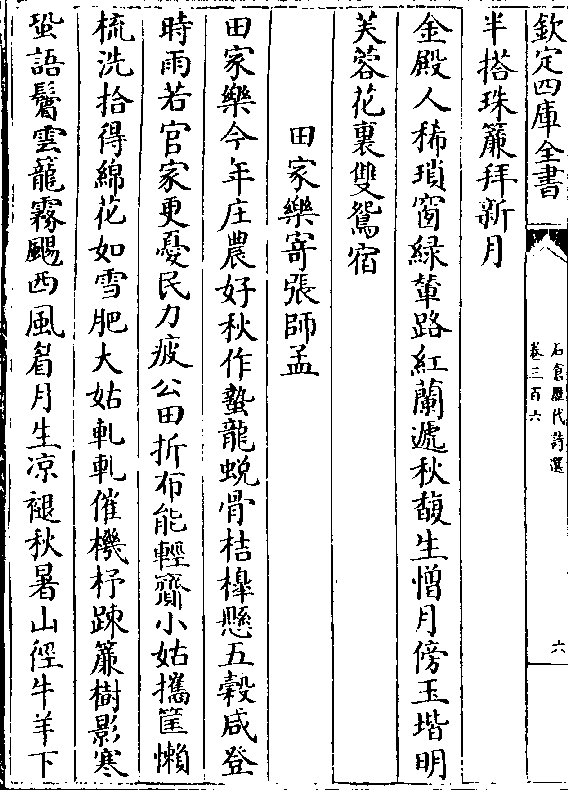 欽定四庫全書
石倉歷代詩選
卷三百六
六
半搭珠簾拜新月
金殿人稀瑣窗緑輦路紅蘭遞秋馥生憎月傍玉堦明
芙蓉花裏雙鴛宿
田家樂寄張師孟
田家樂今年庄農好秋作蟄龍蜕骨桔橰懸五榖咸登
時雨若官家更憂民力疲公田折布能輕齎小姑攜筐懶
梳洗拾得綿花如雪肥大姑軋軋催機杼踈簾樹影寒
蛩語鬟雲籠霧颺西風眉月生凉褪秋暑山徑牛羊下